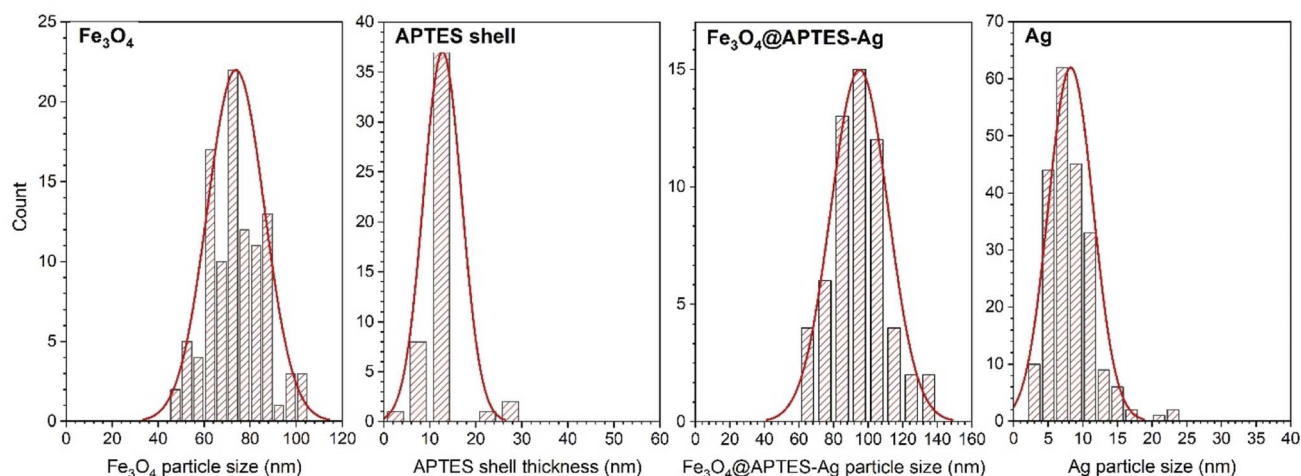 Fe₃O₄
APTES shell
Fe₃O₄@APTES-Ag
Ag
Count
25
20
15
10
5
0
0 20 40 60 80 100 120
Fe₃O₄ particle size (nm)
40
35
30
25
20
15
10
5
0
0 10 20 30 40 50 60
APTES shell thickness (nm)
15
10
5
0
0 20 40 60 80 100 120 140 160
Fe₃O₄@APTES-Ag particle size (nm)
70
60
50
40
30
20
10
0
0 5 10 15 20 25 30 35 40
Ag particle size (nm)